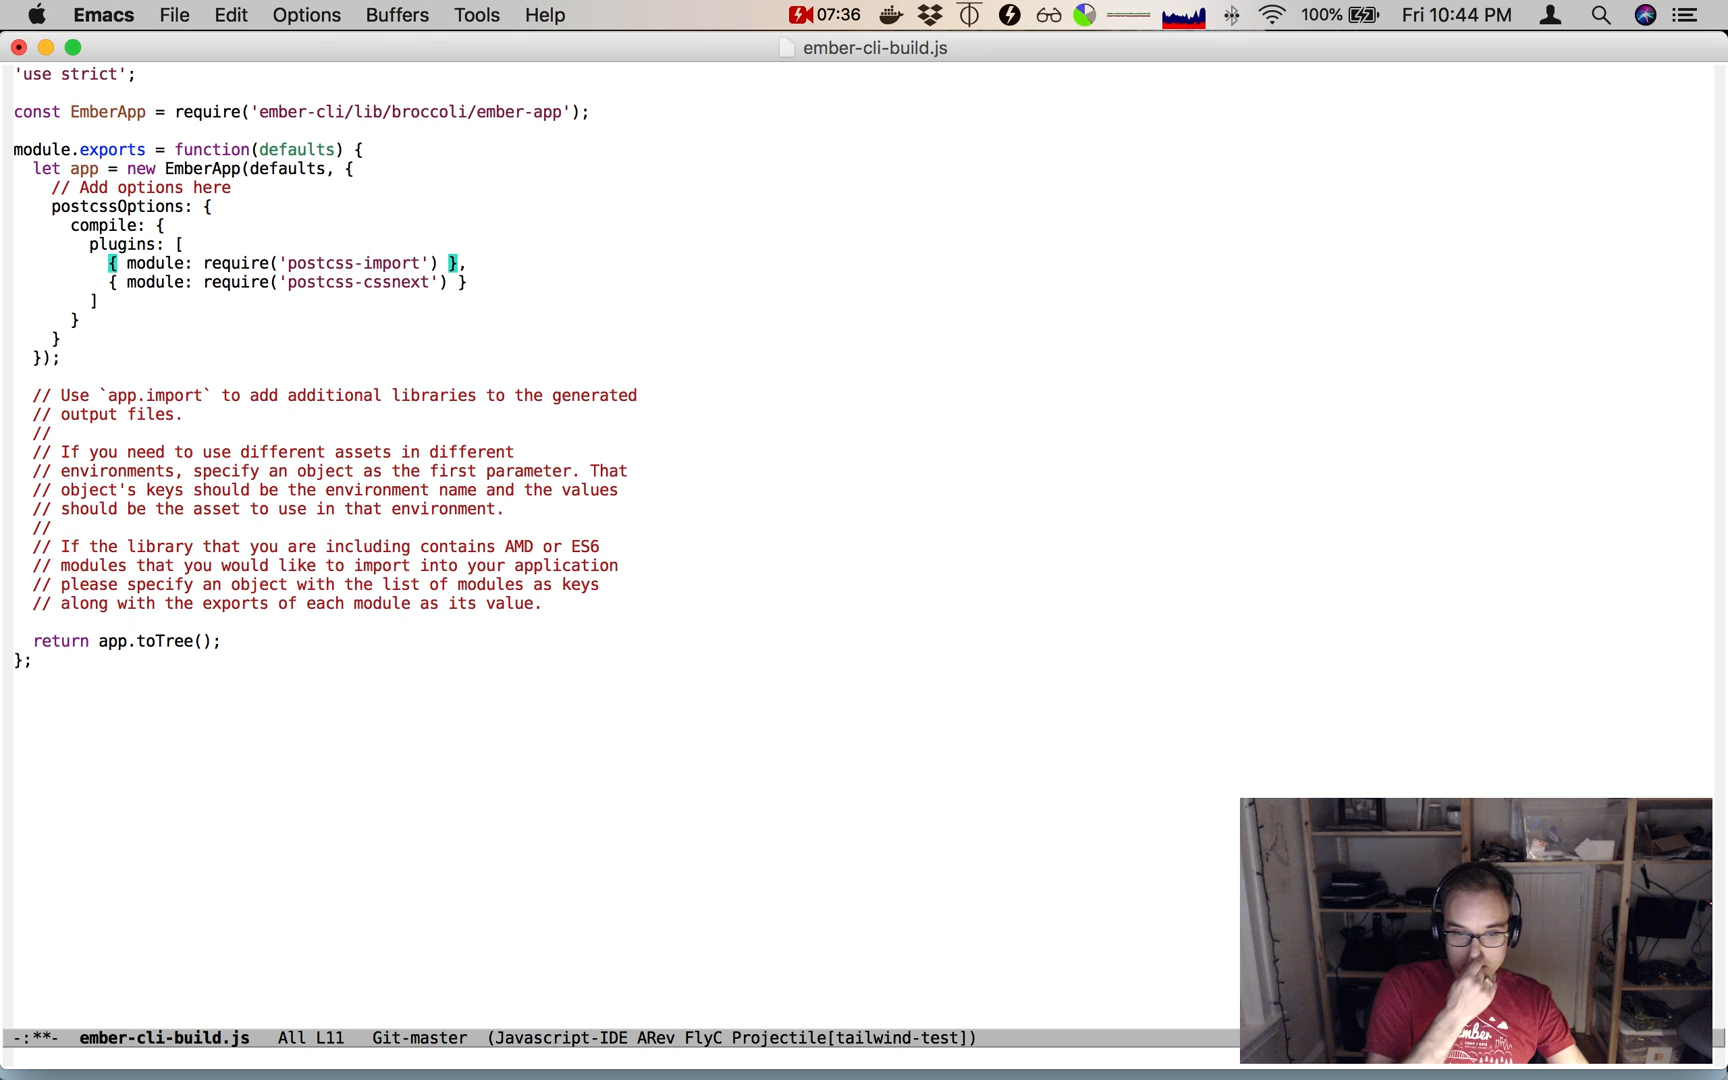 Emacs File Edit Options Buffers Tools Help 07:36 100% Fri 10:44 PM
ember-cli-build.js
'use strict';
const EmberApp = require('ember-cli/lib/broccoli/ember-app');
module.exports = function(defaults) {
let app = new EmberApp(defaults, {
// Add options here
postcssOptions: {
compile: {
plugins: [
{ module: require('postcss-import') },
{ module: require('postcss-cssnext') }
]
}
}
});
// Use `app.import` to add additional libraries to the generated
// output files.
//
// If you need to use different assets in different
// environments, specify an object as the first parameter. That
// object's keys should be the environment name and the values
// should be the asset to use in that environment.
//
// If the library that you are including contains AMD or ES6
// modules that you would like to import into your application
// please specify an object with the list of modules as keys
// along with the exports of each module as its value.
return app.toTree();
};
-:**- ember-cli-build.js All L11 Git-master (Javascript-IDE ARev FlyC Projectile[tailwind-test])
ember